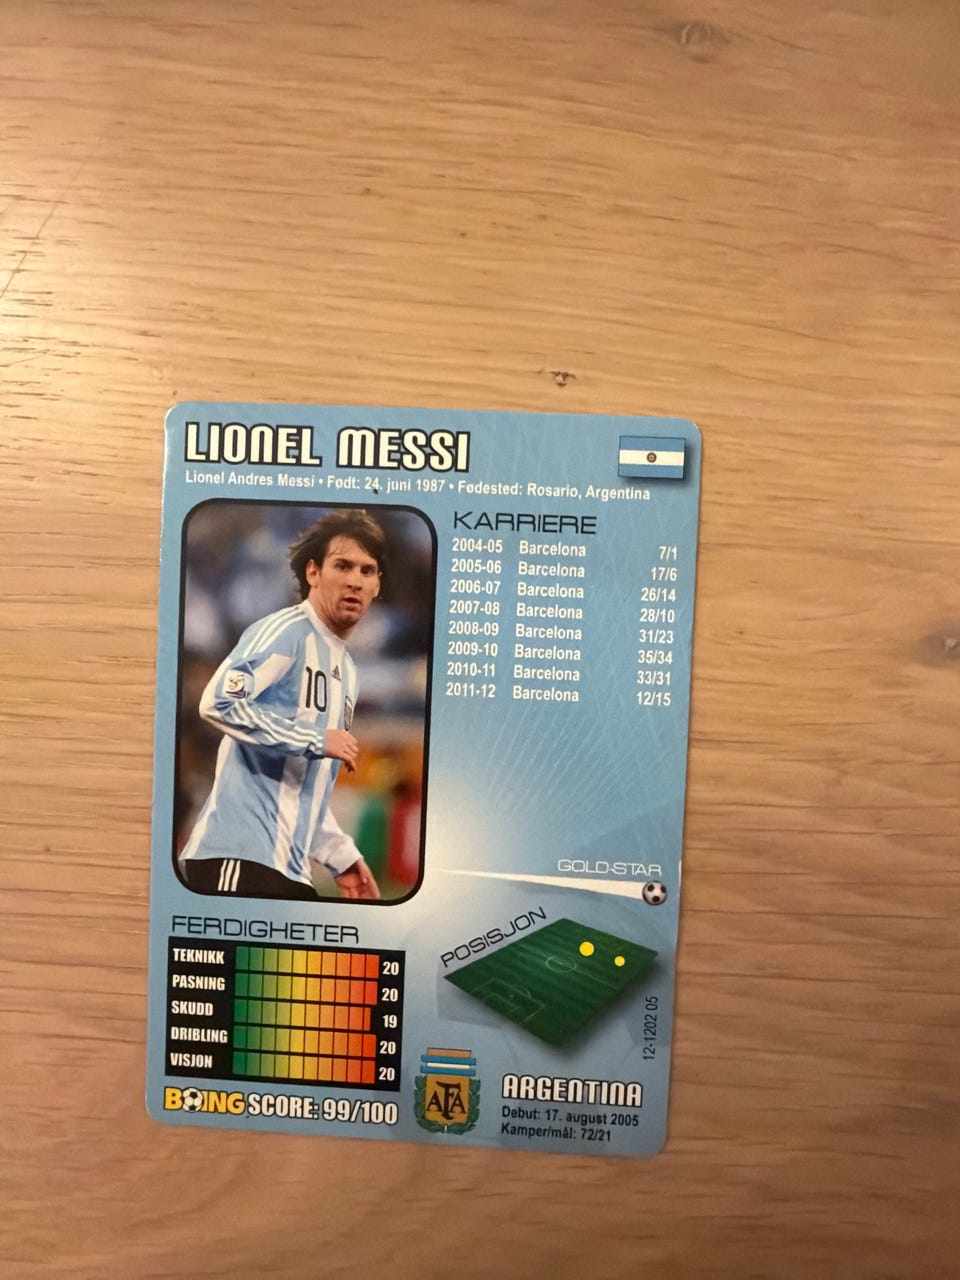 LIONEL MESSI
Lionel Andres Messi • Født: 24. juni 1987 • Fødested: Rosario, Argentina
KARRIERE
2004-05 Barcelona 7/1
2005-06 Barcelona 17/6
2006-07 Barcelona 26/14
2007-08 Barcelona 28/10
2008-09 Barcelona 31/23
2009-10 Barcelona 35/34
2010-11 Barcelona 33/31
2011-12 Barcelona 12/15
10
GOLD-STAR
FERDIGHETER
TEKNIKK 20
PASNING 20
SKUDD 19
DRIBLING 20
VISJON 20
BOING SCORE: 99/100
POSISJON
12-1202 05
AFA
ARGENTINA
Debut: 17. august 2005
Kamper/mål: 72/21